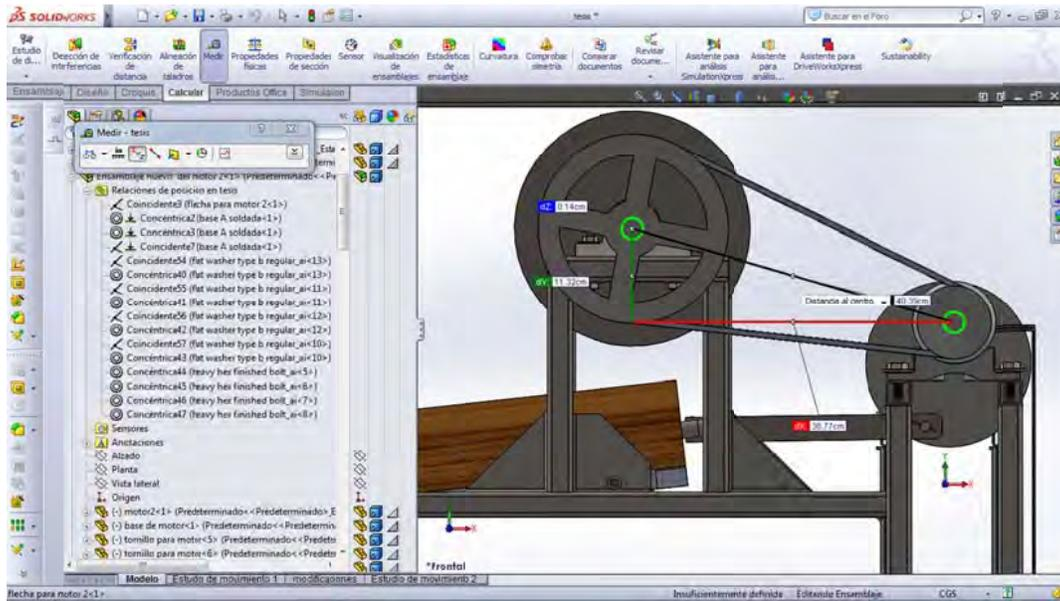 SOLIDWORKS
tesis *
Buscar en el Foro
Estudio de di...
Detección de interferencias
Verificación de distancia
Alineación de taladros
Medir
Propiedades físicas
Propiedades de sección
Sensor
Visualización de ensamblajes
Estadísticas de ensamblaje
Curvatura
Comprobar simetría
Comparar documentos
Revisar docume...
Asistente para análisis SimulationXpress
Asistente para análisis...
Asistente para DriveWorksXpress
Sustainability
Ensamblaje
Diseño
Croquis
Calcular
Productos Office
Simulation
Medir - tesis
Ensamblaje nuevo del motor 2<1> (Predeterminado<<Pr
Relaciones de posición en tesis
Coincidente3 (flecha para motor 2<1>)
Concéntrica2 (base A soldada<1>)
Concéntrica3 (base A soldada<1>)
Coincidente7 (base A soldada<1>)
Coincidente54 (flat washer type b regular_ai<13>)
Concéntrica40 (flat washer type b regular_ai<13>)
Coincidente55 (flat washer type b regular_ai<11>)
Concéntrica41 (flat washer type b regular_ai<11>)
Coincidente56 (flat washer type b regular_ai<12>)
Concéntrica42 (flat washer type b regular_ai<12>)
Coincidente57 (flat washer type b regular_ai<10>)
Concéntrica43 (flat washer type b regular_ai<10>)
Concéntrica44 (heavy hex finished bolt_ai<5>)
Concéntrica45 (heavy hex finished bolt_ai<6>)
Concéntrica46 (heavy hex finished bolt_ai<7>)
Concéntrica47 (heavy hex finished bolt_ai<8>)
Sensores
Anotaciones
Alzado
Planta
Vista lateral
Origen
(-) motor2<1> (Predeterminado<<Predeterminado>_E
(-) base de motor<1> (Predeterminado<<Predetermin
(-) tornillo para motor<5> (Predeterminado<<Predete
(-) tornillo para motor<6> (Predeterminado<<Predete
dZ: 0.14cm
dY: 11.32cm
Distancia al centro: 40.39cm
dX: 38.77cm
Y
X
X
*Frontal
Modelo
Estudio de movimiento 1
modificaciones
Estudio de movimiento 2
flecha para motor 2<1>
Insuficientemente definida
Editando Ensamblaje
CGS